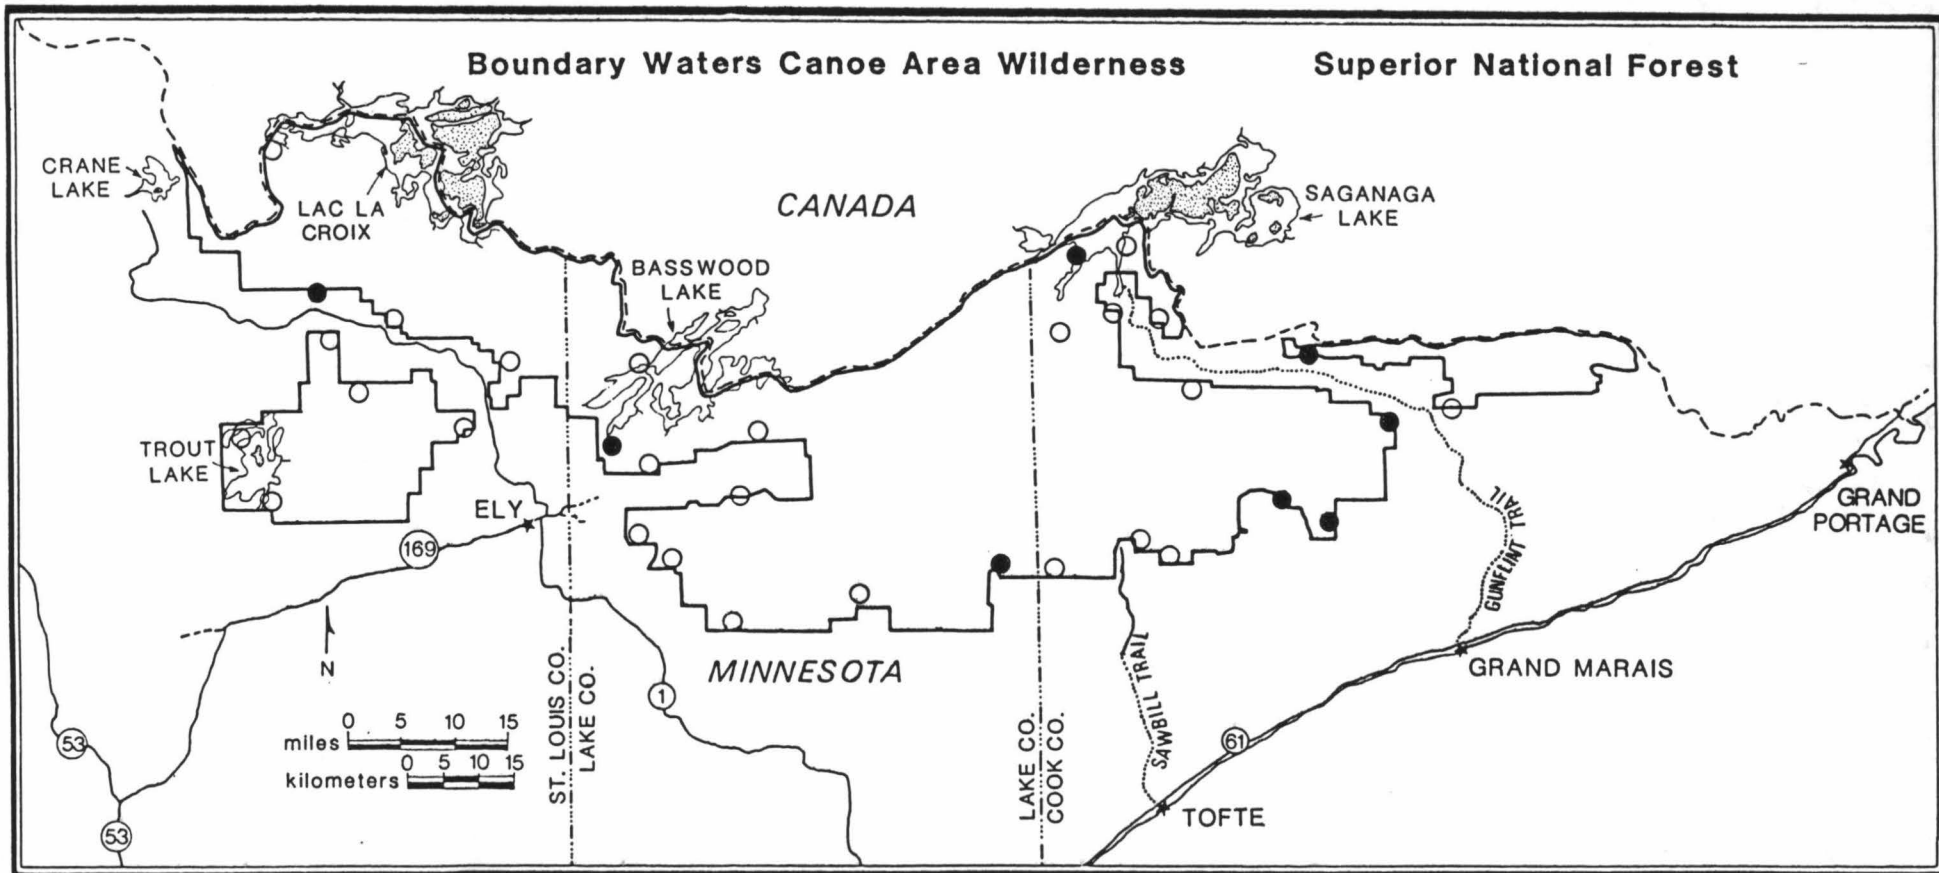 Boundary Waters Canoe Area Wilderness
Superior National Forest
CRANE
LAKE
LAC LA
CROIX
CANADA
SAGANAGA
LAKE
BASSWOOD
LAKE
TROUT
LAKE
ELY
169
GRAND
PORTAGE
GUNFLINT TRAIL
N
MINNESOTA
GRAND MARAIS
ST. LOUIS CO.
LAKE CO.
1
LAKE CO.
COOK CO.
SAWBILL TRAIL
61
0 5 10 15
miles
0 5 10 15
kilometers
53
53
TOFTE